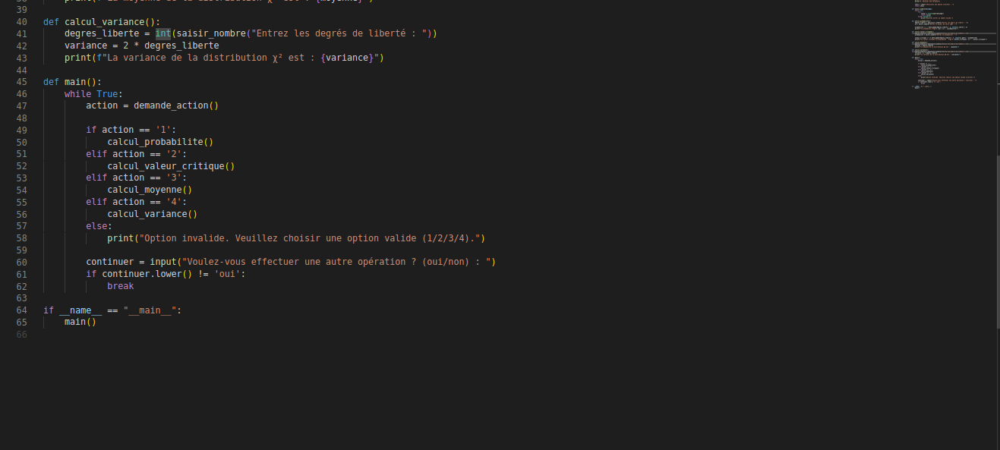 38 print(f"La moyenne de la distribution χ² est : {moyenne}")
39
40 def calcul_variance():
41 degres_liberte = int(saisir_nombre("Entrez les degrés de liberté : "))
42 variance = 2 * degres_liberte
43 print(f"La variance de la distribution χ² est : {variance}")
44
45 def main():
46 while True:
47 action = demande_action()
48
49 if action == '1':
50 calcul_probabilite()
51 elif action == '2':
52 calcul_valeur_critique()
53 elif action == '3':
54 calcul_moyenne()
55 elif action == '4':
56 calcul_variance()
57 else:
58 print("Option invalide. Veuillez choisir une option valide (1/2/3/4).")
59
60 continuer = input("Voulez-vous effectuer une autre opération ? (oui/non) : ")
61 if continuer.lower() != 'oui':
62 break
63
64 if __name__ == "__main__":
65 main()
66